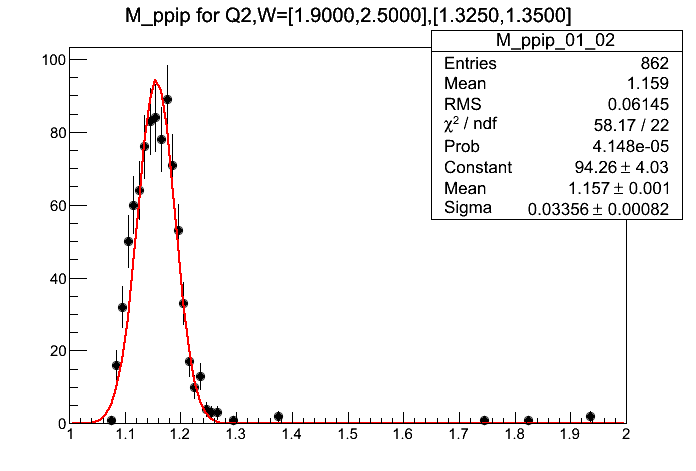 M_ppip for Q2,W=[1.9000,2.5000],[1.3250,1.3500]
M_ppip_01_02
Entries 862
Mean 1.159
RMS 0.06145
χ² / ndf 58.17 / 22
Prob 4.148e-05
Constant 94.26 ± 4.03
Mean 1.157 ± 0.001
Sigma 0.03356 ± 0.00082
100
80
60
40
20
0
1 1.1 1.2 1.3 1.4 1.5 1.6 1.7 1.8 1.9 2